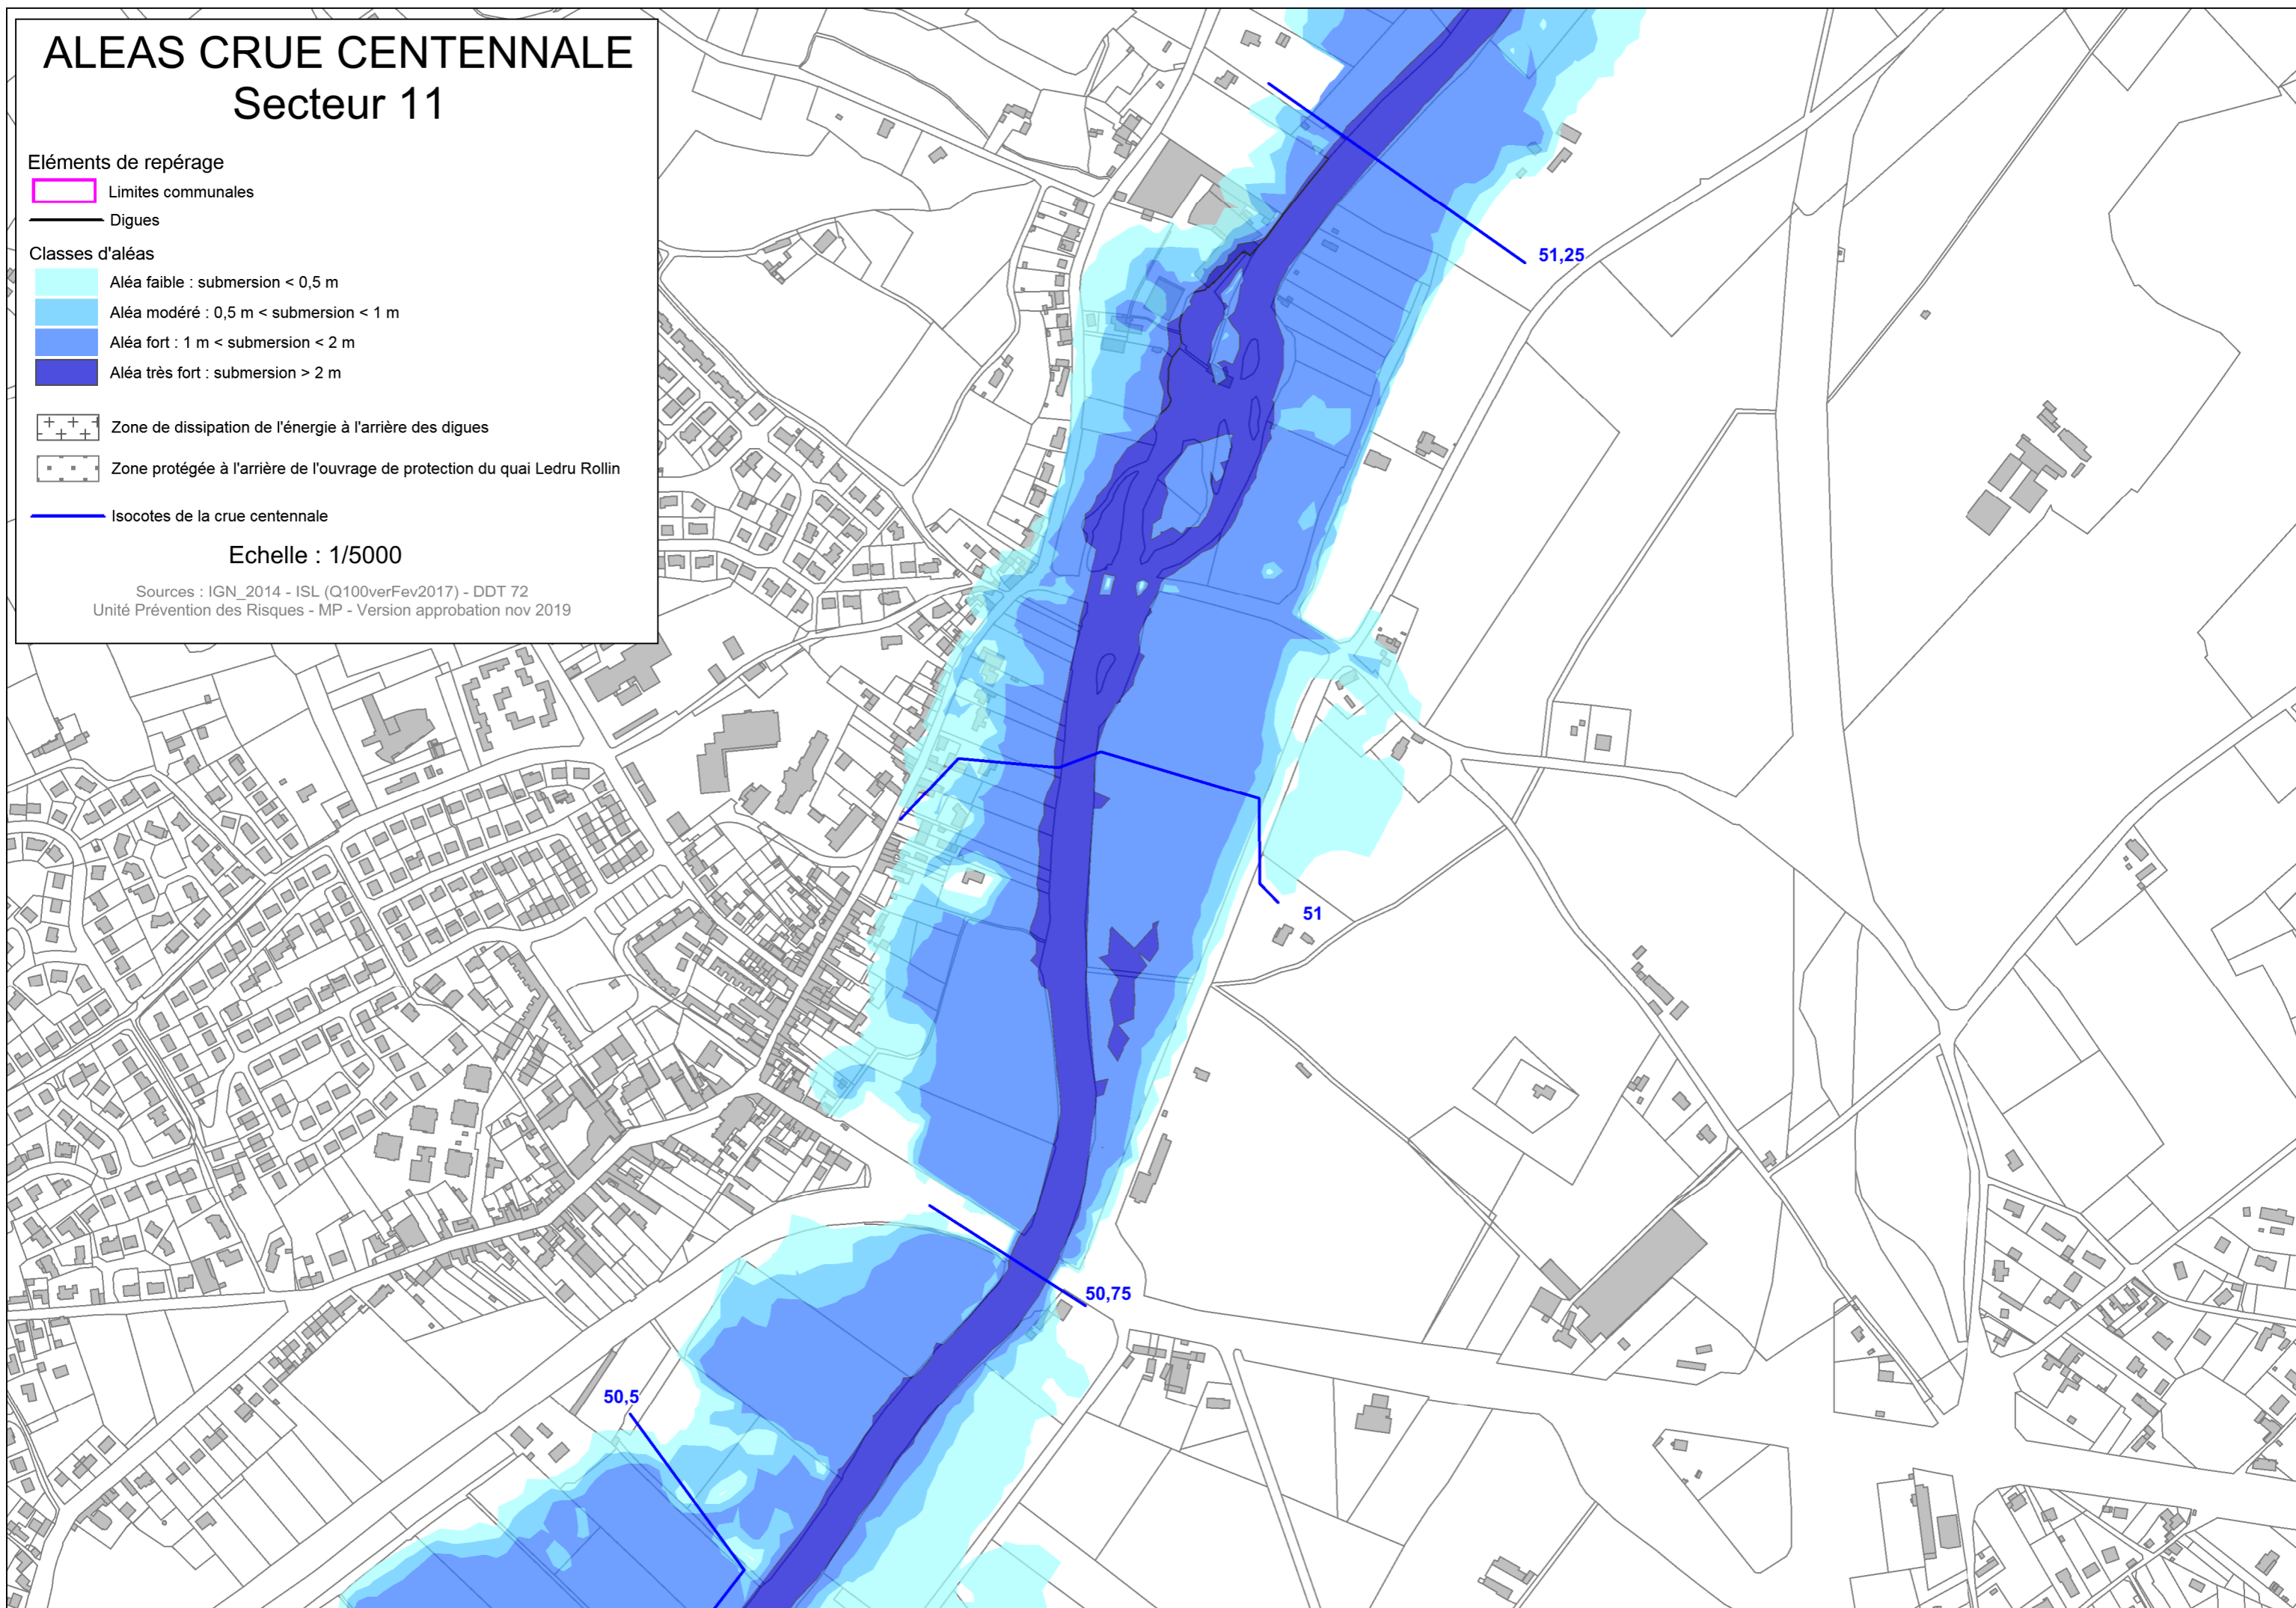 ALEAS CRUE CENTENNALE
Secteur 11
Eléments de repérage
Limites communales
Digues
Classes d'aléas
Aléa faible : submersion < 0,5 m
Aléa modéré : 0,5 m < submersion < 1 m
Aléa fort : 1 m < submersion < 2 m
Aléa très fort : submersion > 2 m
Zone de dissipation de l'énergie à l'arrière des digues
Zone protégée à l'arrière de l'ouvrage de protection du quai Ledru Rollin
Isocotes de la crue centennale
Echelle : 1/5000
Sources : IGN_2014 - ISL (Q100verFev2017) - DDT 72
Unité Prévention des Risques - MP - Version approbation nov 2019
51,25
51
50,75
50,5